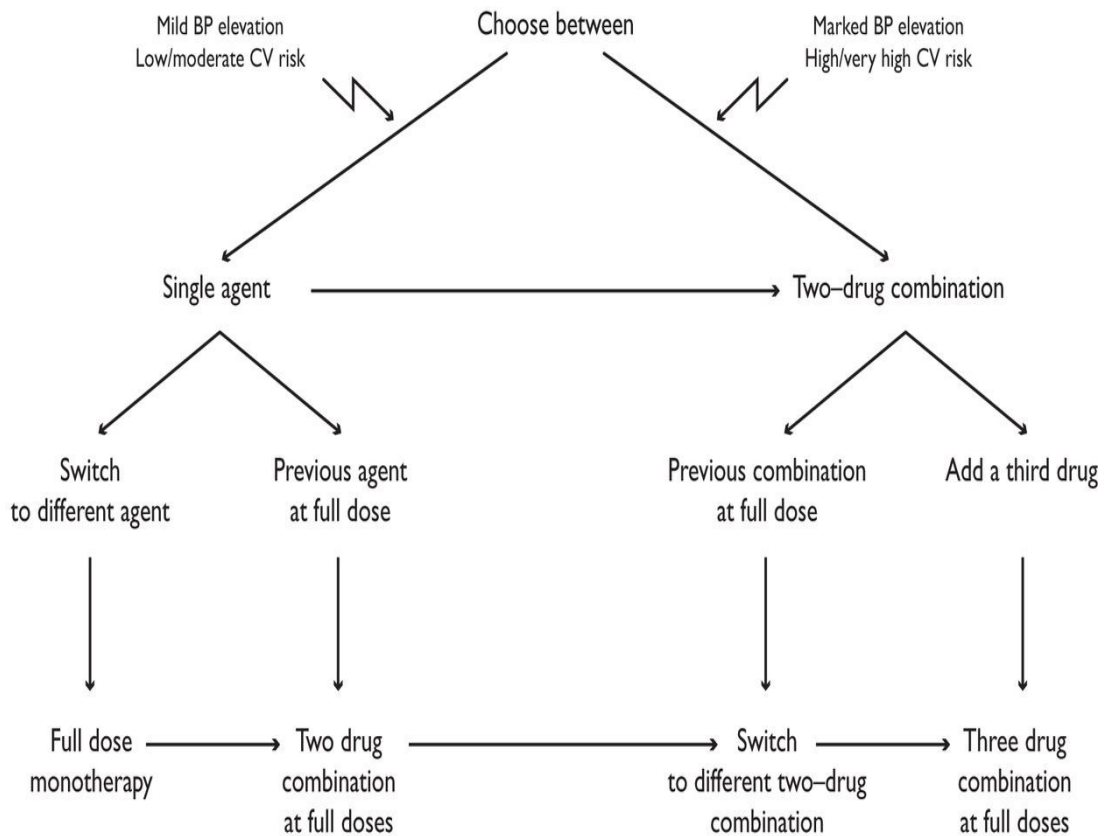 Mild BP elevation
Low/moderate CV risk
Choose between
Marked BP elevation
High/very high CV risk
Single agent
Two–drug combination
Switch
to different agent
Previous agent
at full dose
Previous combination
at full dose
Add a third drug
Full dose
monotherapy
Two drug
combination
at full doses
Switch
to different two–drug
combination
Three drug
combination
at full doses